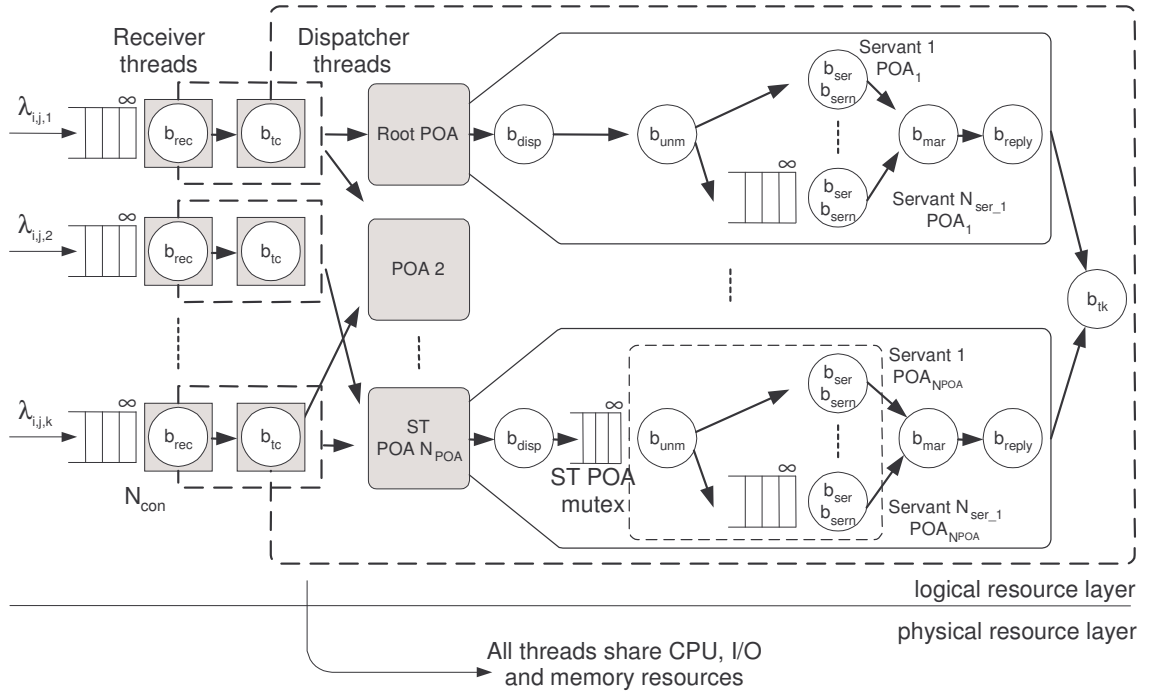 Receiver
threads
Dispatcher
threads
λi,j,1
∞
brec
btc
Root POA
bdisp
bunm
bser
bsern
Servant 1
POA1
∞
bser
bsern
bmar
breply
Servant Nser_1
POA1
λi,j,2
∞
brec
btc
POA 2
btk
λi,j,k
∞
brec
btc
Ncon
ST
POA NPOA
bdisp
∞
ST POA
mutex
bunm
bser
bsern
Servant 1
POANPOA
∞
bser
bsern
bmar
breply
Servant Nser_1
POANPOA
logical resource layer
physical resource layer
All threads share CPU, I/O
and memory resources